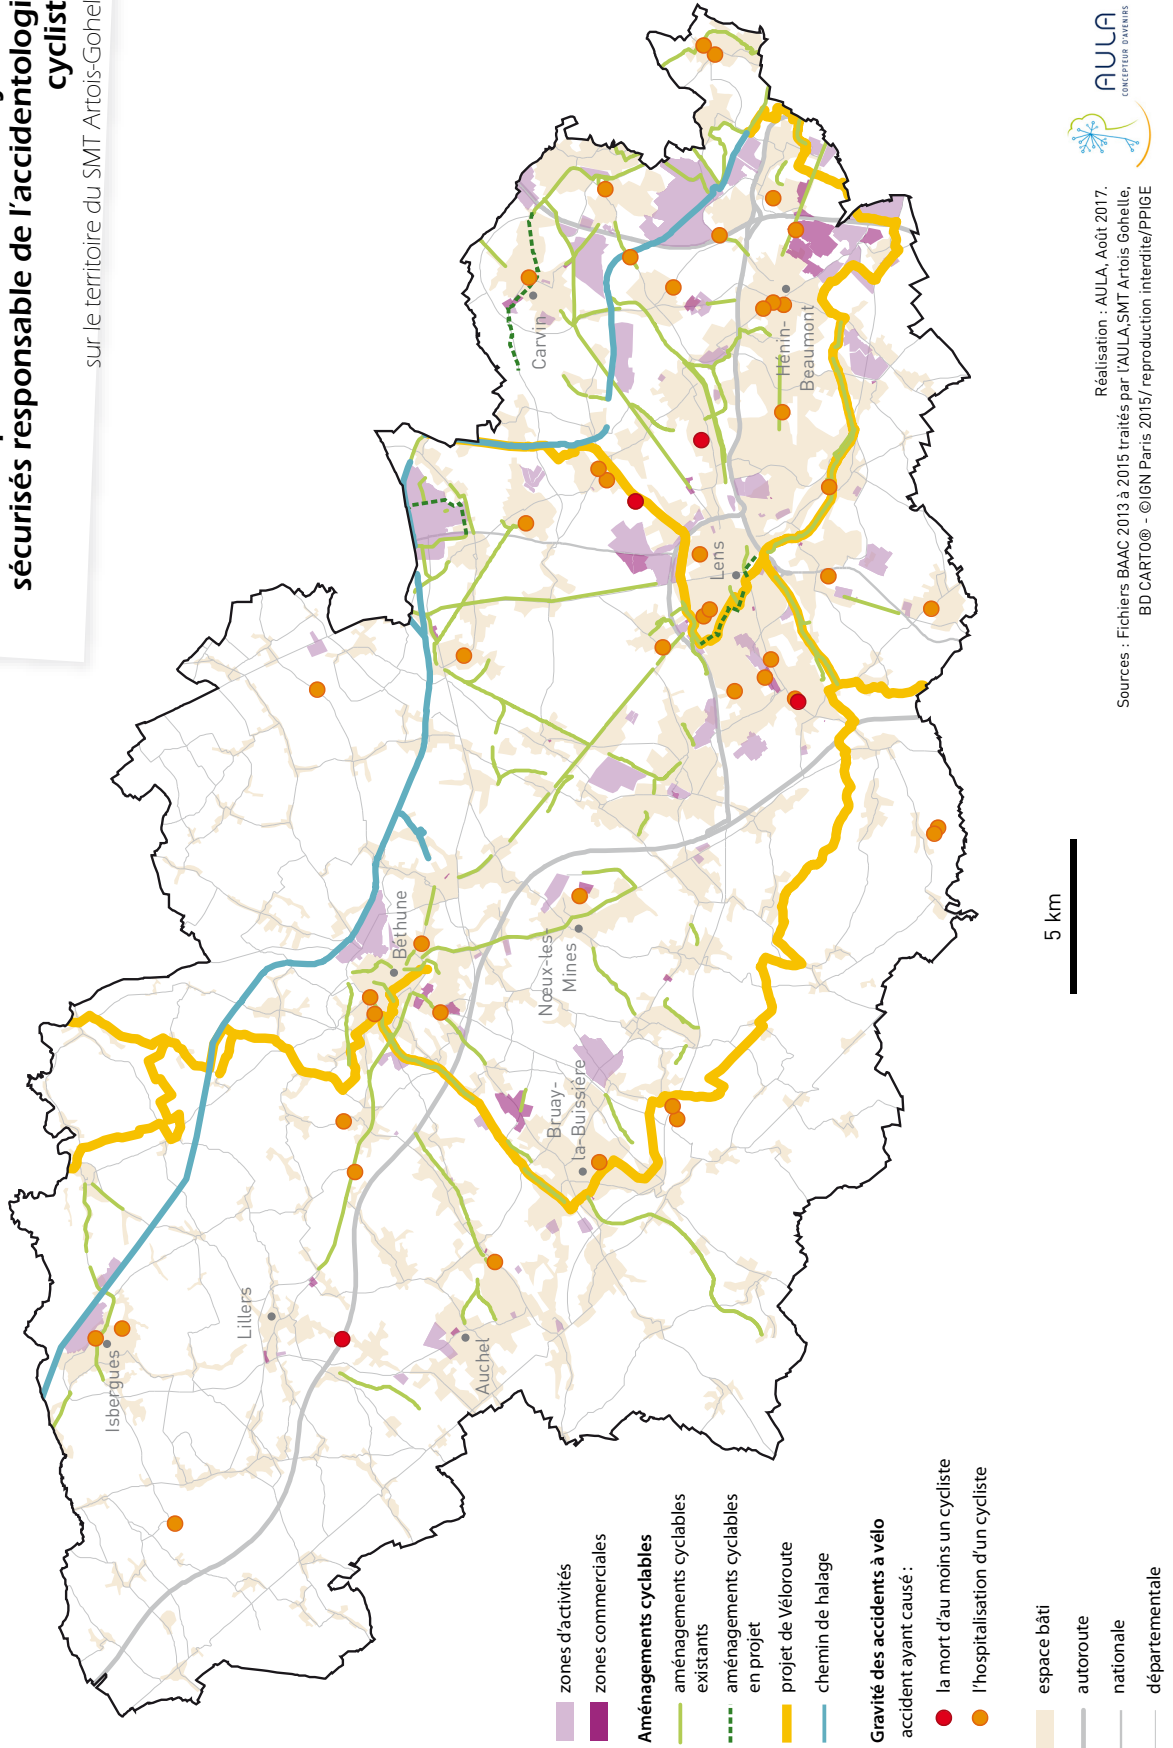 sécurisés responsable de l'accidentologi
cyclist
sur le territoire du SMT Artois-Gohel
Isbergues
Lillers
Auchel
Béthune
Bruay-
la-Buissière
Nœux-les-
Mines
Lens
Carvin
Hénin-
Beaumont
zones d'activités
zones commerciales
Aménagements cyclables
aménagements cyclables
existants
aménagements cyclables
en projet
projet de Véloroute
chemin de halage
Gravité des accidents à vélo
accident ayant causé :
la mort d'au moins un cycliste
l'hospitalisation d'un cycliste
espace bâti
autoroute
nationale
départementale
5 km
Réalisation : AULA, Août 2017.
Sources : Fichiers BAAC 2013 à 2015 traités par l'AULA,SMT Artois Gohelle,
BD CARTO® - ©IGN Paris 2015/ reproduction interdite/PPIGE
AULA
CONCEPTEUR D'AVENIRS